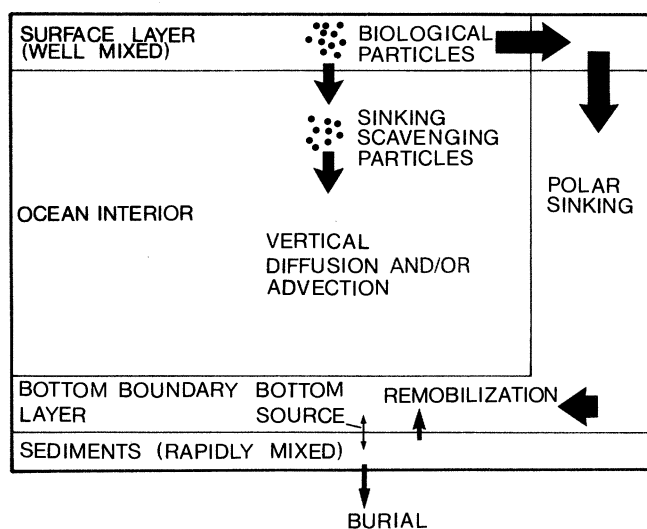 SURFACE LAYER
(WELL MIXED)
BIOLOGICAL
PARTICLES
SINKING
SCAVENGING
PARTICLES
POLAR
SINKING
OCEAN INTERIOR
VERTICAL
DIFFUSION AND/OR
ADVECTION
BOTTOM BOUNDARY
LAYER
BOTTOM
SOURCE
REMOBILIZATION
SEDIMENTS (RAPIDLY MIXED)
BURIAL